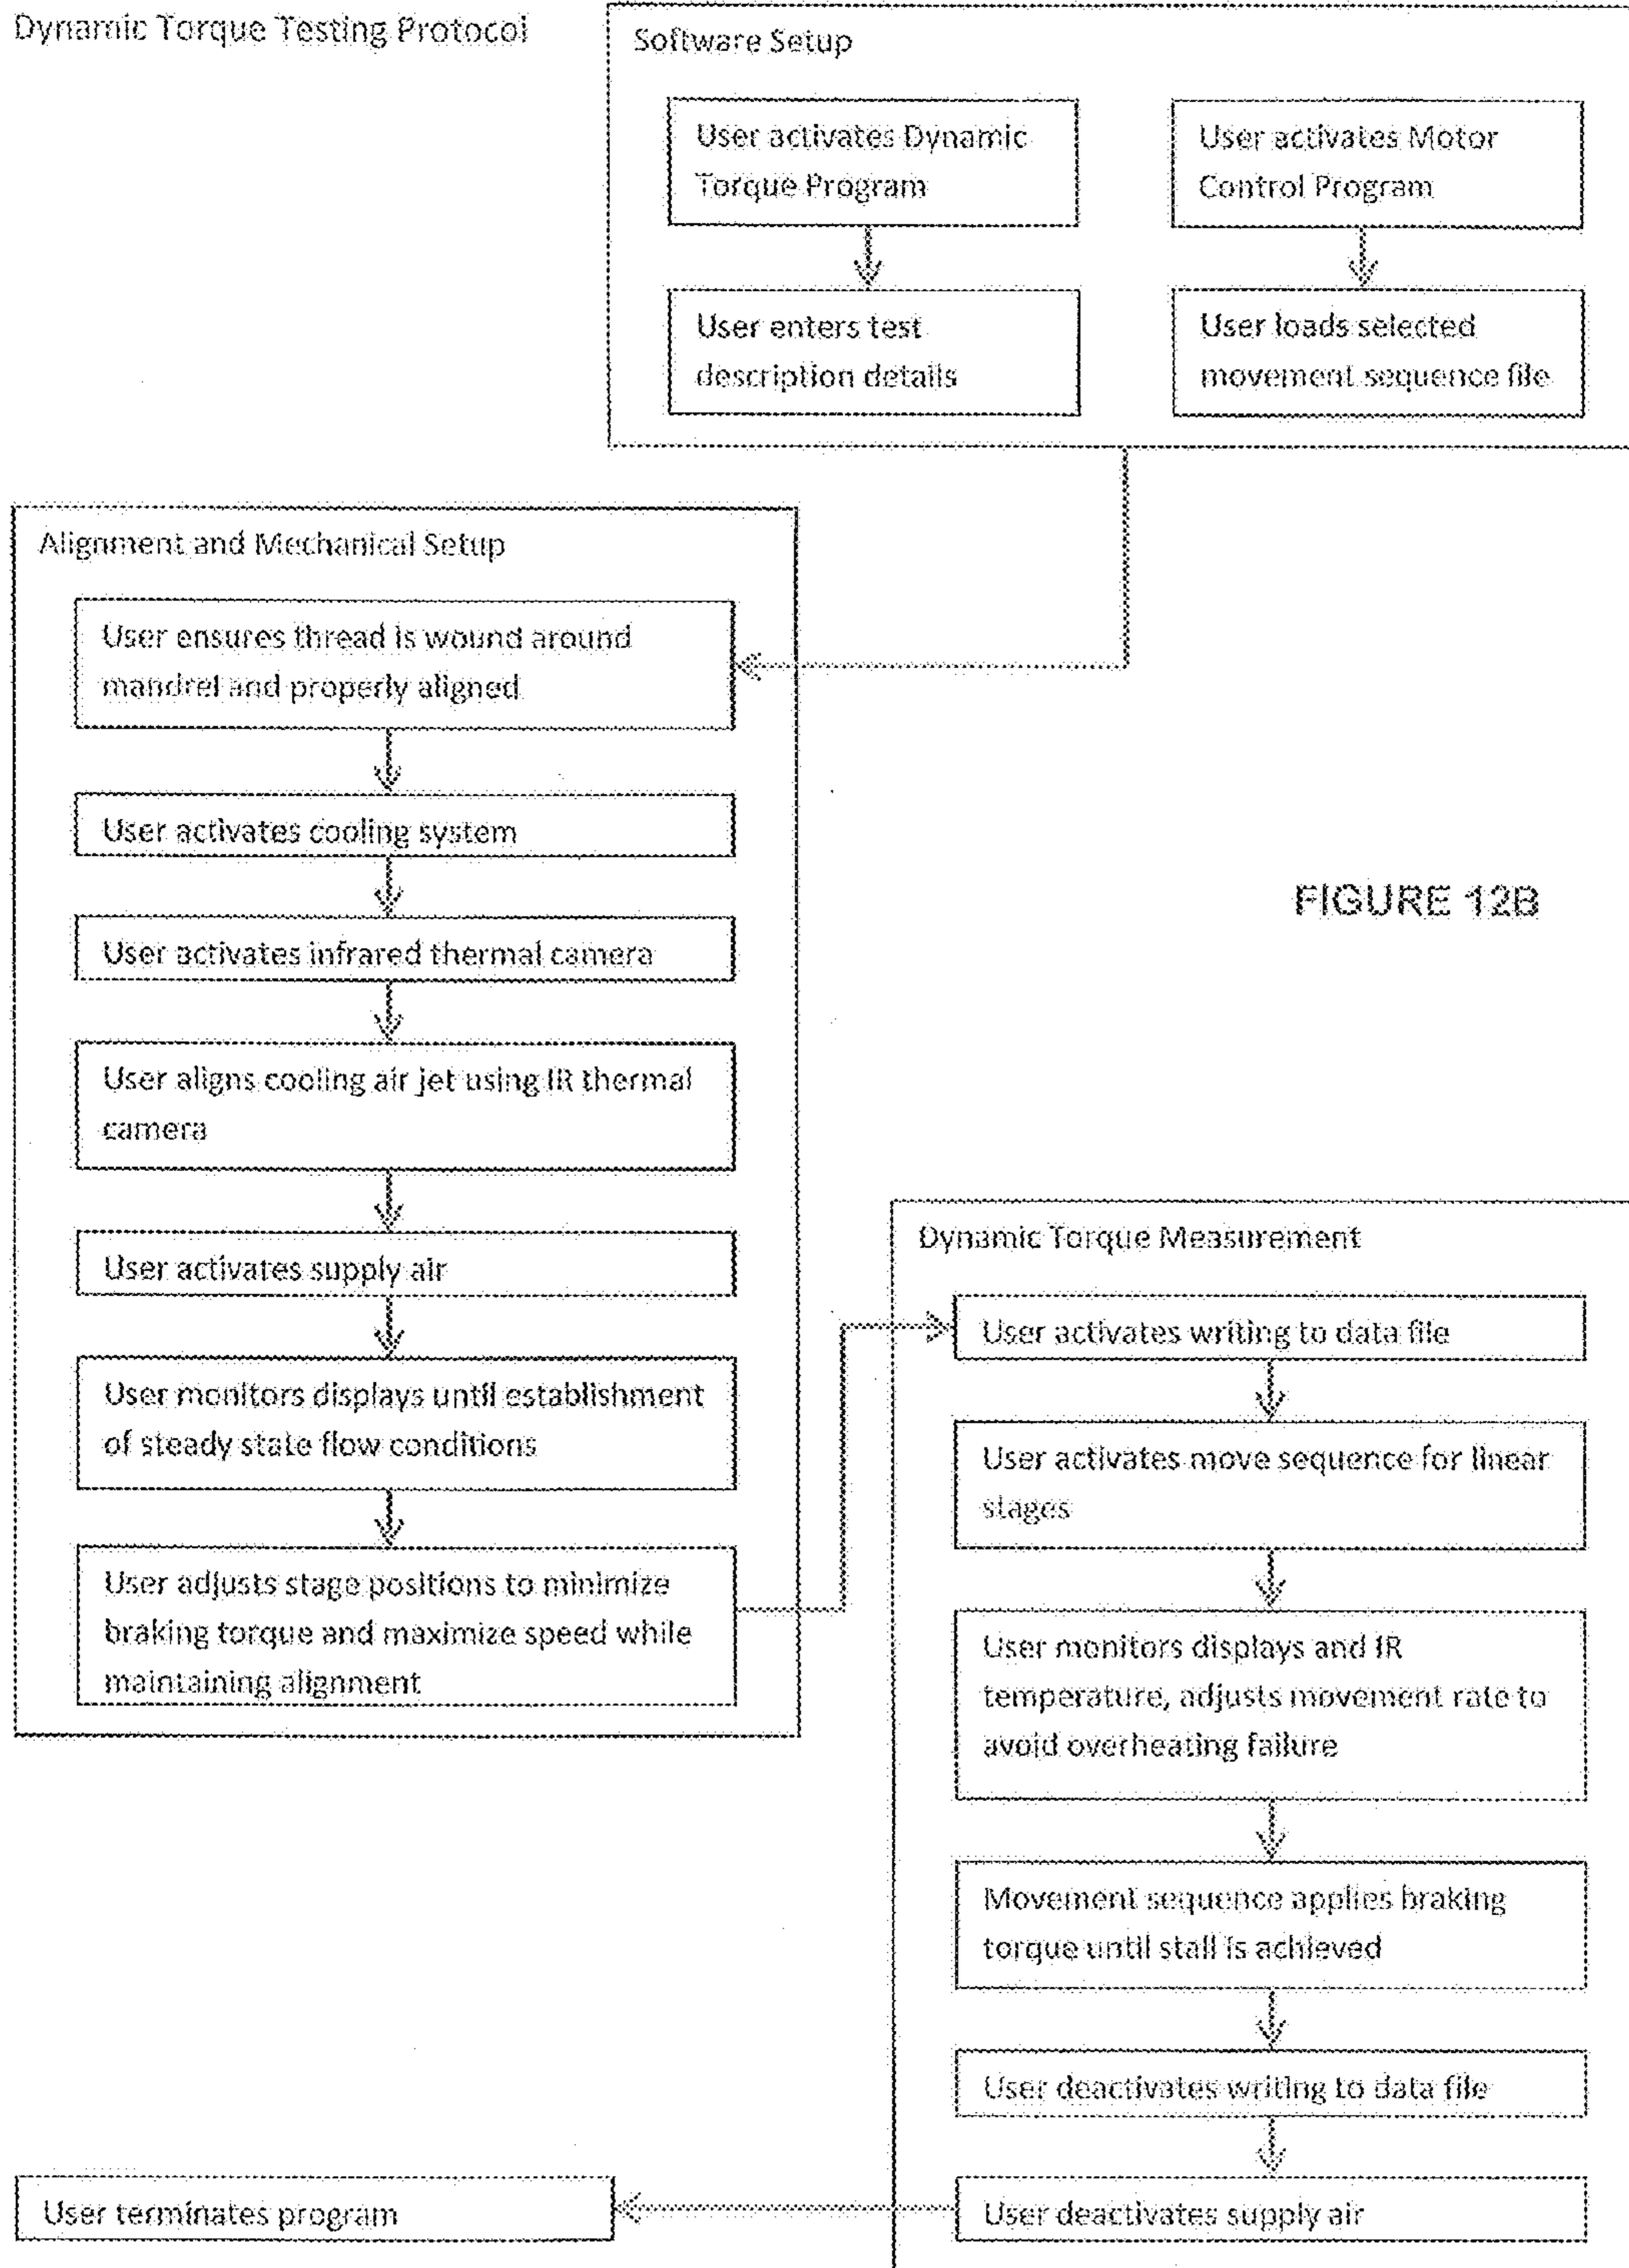 Dynamic Torque Testing Protocol
Software Setup
User activates Dynamic
Torque Program
User enters test
description details
User activates Motor
Control Program
User loads selected
movement sequence file
Alignment and Mechanical Setup
User ensures thread is wound around
mandrel and properly aligned
User activates cooling system
User activates infrared thermal camera
User aligns cooling air jet using IR thermal
camera
User activates supply air
User monitors displays until establishment
of steady state flow conditions
User adjusts stage positions to minimize
braking torque and maximize speed while
maintaining alignment
FIGURE 12B
Dynamic Torque Measurement
User activates writing to data file
User activates move sequence for linear
stages
User monitors displays and IR
temperature, adjusts movement rate to
avoid overheating failure
Movement sequence applies braking
torque until stall is achieved
User deactivates writing to data file
User deactivates supply air
User terminates program